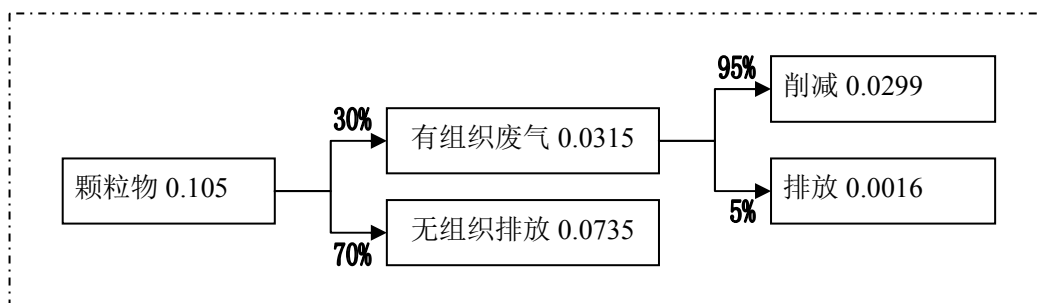 95%
削减 0.0299
30%
有组织废气 0.0315
颗粒物 0.105
排放 0.0016
5%
无组织排放 0.0735
70%